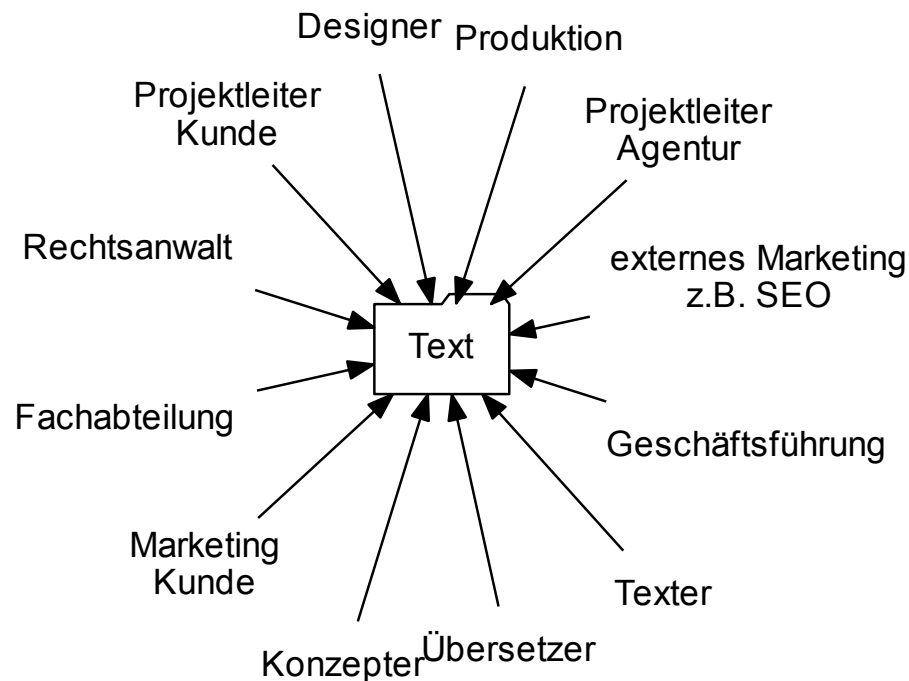 Designer
Produktion
Projektleiter
Kunde
Projektleiter
Agentur
Rechtsanwalt
externes Marketing
z.B. SEO
Text
Fachabteilung
Geschäftsführung
Marketing
Kunde
Texter
Konzepter
Übersetzer